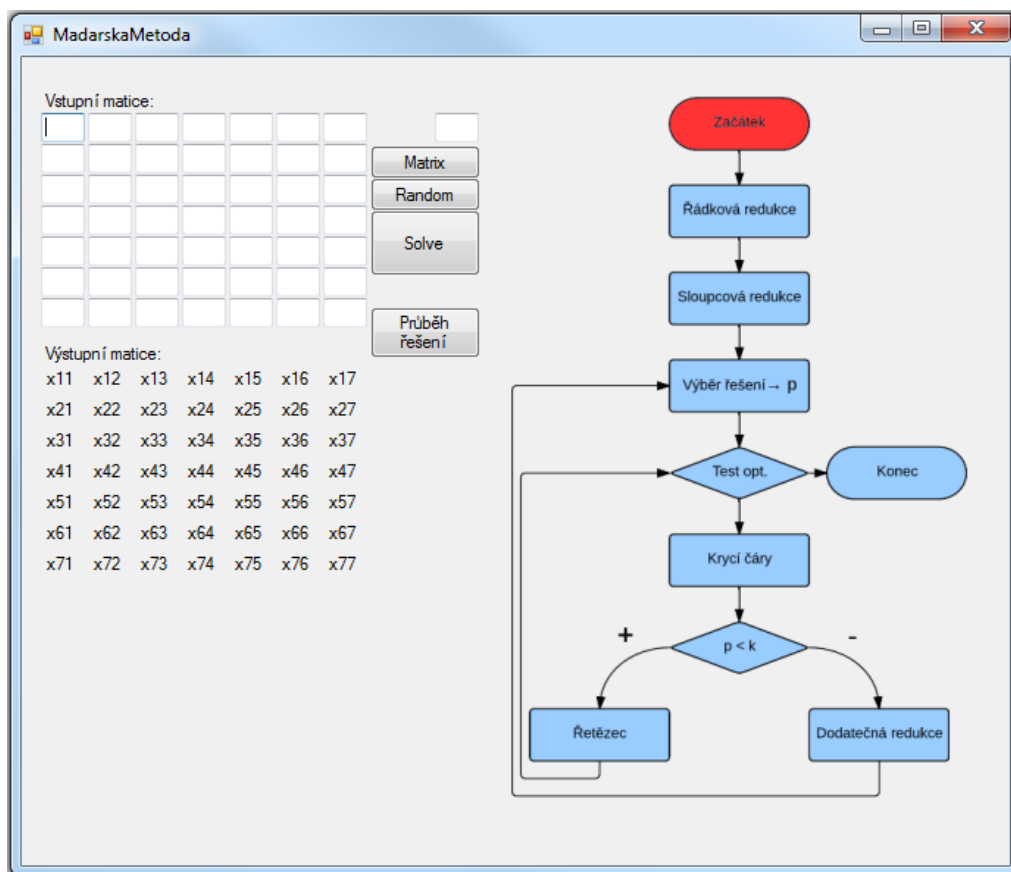 MadarskaMetoda
Vstupní matice:
Matrix
Random
Solve
Průběh
řešení
Výstupní matice:
x11 x12 x13 x14 x15 x16 x17
x21 x22 x23 x24 x25 x26 x27
x31 x32 x33 x34 x35 x36 x37
x41 x42 x43 x44 x45 x46 x47
x51 x52 x53 x54 x55 x56 x57
x61 x62 x63 x64 x65 x66 x67
x71 x72 x73 x74 x75 x76 x77
Začátek
Řádková redukce
Sloupcová redukce
Výběr řešení→ p
Test opt.
Konec
Krycí čáry
p < k
+
-
Řetězec
Dodatečná redukce